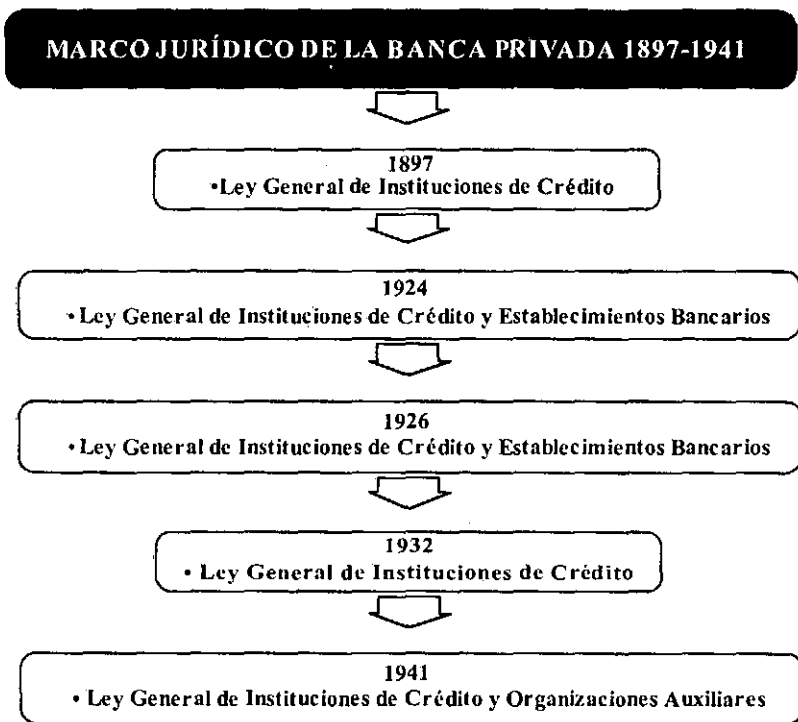 MARCO JURÍDICO DE LA BANCA PRIVADA 1897-1941
1897
•Ley General de Instituciones de Crédito
1924
• Ley General de Instituciones de Crédito y Establecimientos Bancarios
1926
• Ley General de Instituciones de Crédito y Establecimientos Bancarios
1932
• Ley General de Instituciones de Crédito
1941
• Ley General de Instituciones de Crédito y Organizaciones Auxiliares